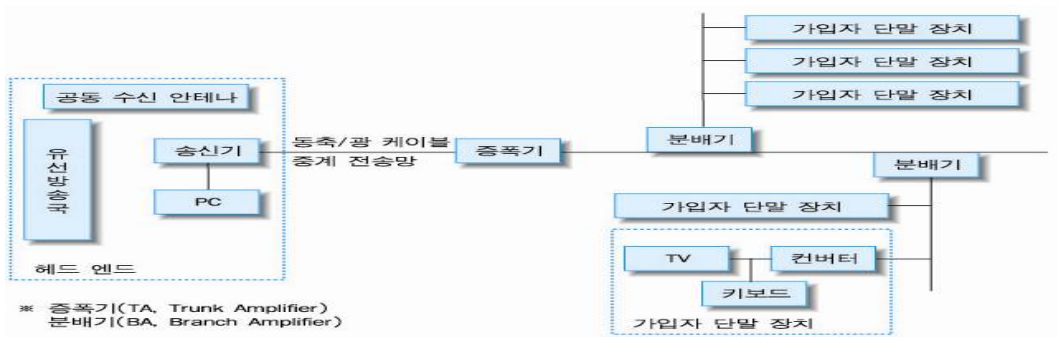 공동 수신 안테나
유선방송국
송신기
PC
헤드 엔드
동축/광 케이블
중계 전송망
증폭기
분배기
가입자 단말 장치
가입자 단말 장치
가입자 단말 장치
분배기
가입자 단말 장치
TV
컨버터
키보드
가입자 단말 장치
※ 증폭기(TA, Trunk Amplifier)
분배기(BA, Branch Amplifier)